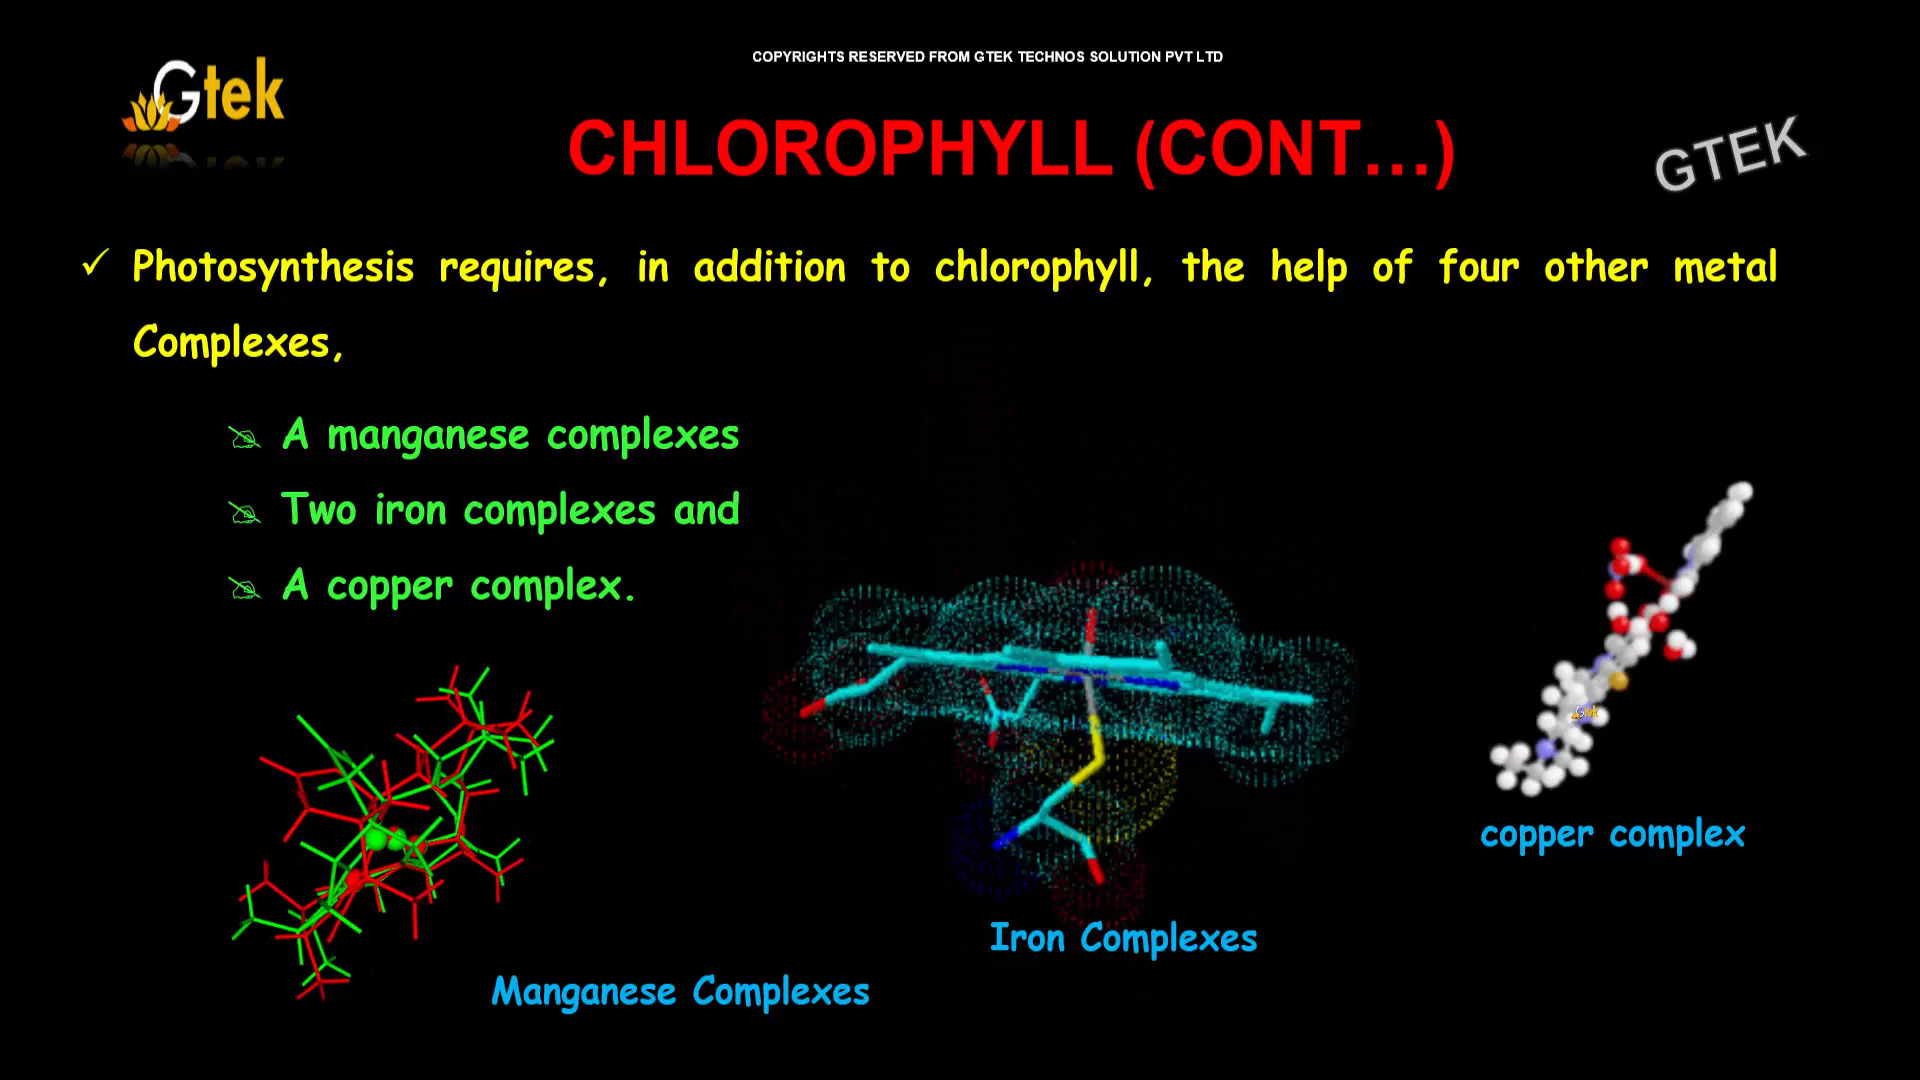 COPYRIGHTS RESERVED FROM GTEK TECHNOS SOLUTION PVT LTD
Gtek
CHLOROPHYLL (CONT...)
GTEK
✓ Photosynthesis requires, in addition to chlorophyll, the help of four other metal
Complexes,
A manganese complexes
Two iron complexes and
A copper complex.
Gtek
copper complex
Iron Complexes
Manganese Complexes